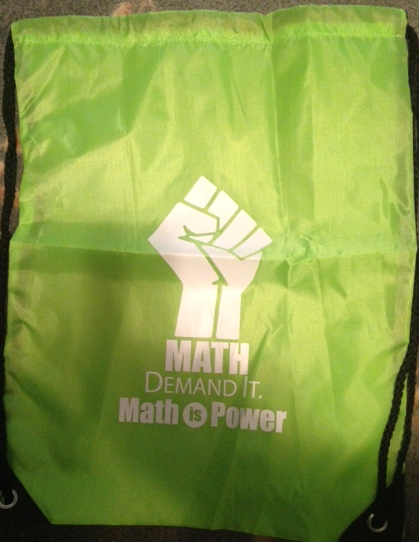 MATH
DEMAND IT.
Math is Power